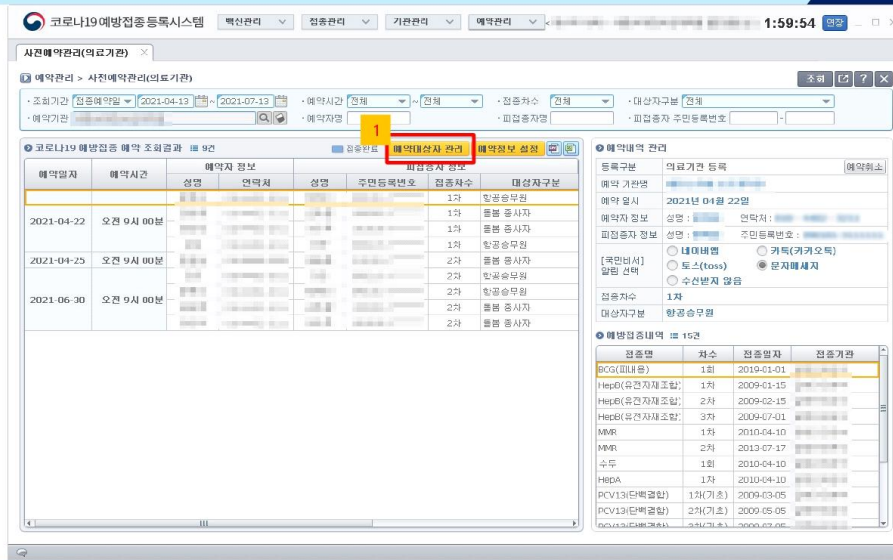 코로나19 예방접종등록시스템 백신관리 접종관리 기관관리 예약관리 1:59:54 연장
사전예약관리(의료기관)
예약관리 > 사전예약관리(의료기관) 조회
· 조회기간 접종예약일 2021-04-13 ~ 2021-07-13 · 예약시간 전체 ~ 전체 · 접종차수 전체 · 대상자구분 전체
· 예약기관 · 예약자명 · 피접종자명 · 피접종자 주민등록번호 -
1
코로나19 예방접종 예약 조회결과 9건 접종완료 예약대상자 관리 예약정보 설정
예약일자 예약시간 예약자 정보 피접종자 정보
성명 연락처 성명 주민등록번호 접종차수 대상자구분
1차 항공승무원
2021-04-22 오전 9시 00분 1차 돌봄 종사자
1차 돌봄 종사자
1차 항공승무원
2021-04-25 오전 9시 00분 2차 돌봄 종사자
2021-06-30 오전 9시 00분 2차 항공승무원
2차 항공승무원
2차 돌봄 종사자
2차 돌봄 종사자
예약내역 관리
등록구분 의료기관 등록 예약취소
예약 기관명
예약 일시 2021년 04월 22일
예약자 정보 성명 : 연락처 :
피접종자 정보 성명 : 주민등록번호 :
[국민비서] 알림 선택
네이버앱 카톡(카카오톡)
토스(toss) 문자메세지
수신받지 않음
접종차수 1차
대상자구분 항공승무원
예방접종내역 15건
접종명 차수 접종일자 접종기관
BCG(피내용) 1회 2019-01-01
HepB(유전자재조합) 1차 2009-01-15
HepB(유전자재조합) 2차 2009-02-15
HepB(유전자재조합) 3차 2009-07-01
MMR 1차 2010-04-10
MMR 2차 2013-07-17
수두 1회 2010-04-10
HepA 1차 2010-04-10
PCV13(단백결합) 1차(기초) 2009-03-05
PCV13(단백결합) 2차(기초) 2009-05-05
PCV13(단백결합) 3차(기초) 2009-07-05